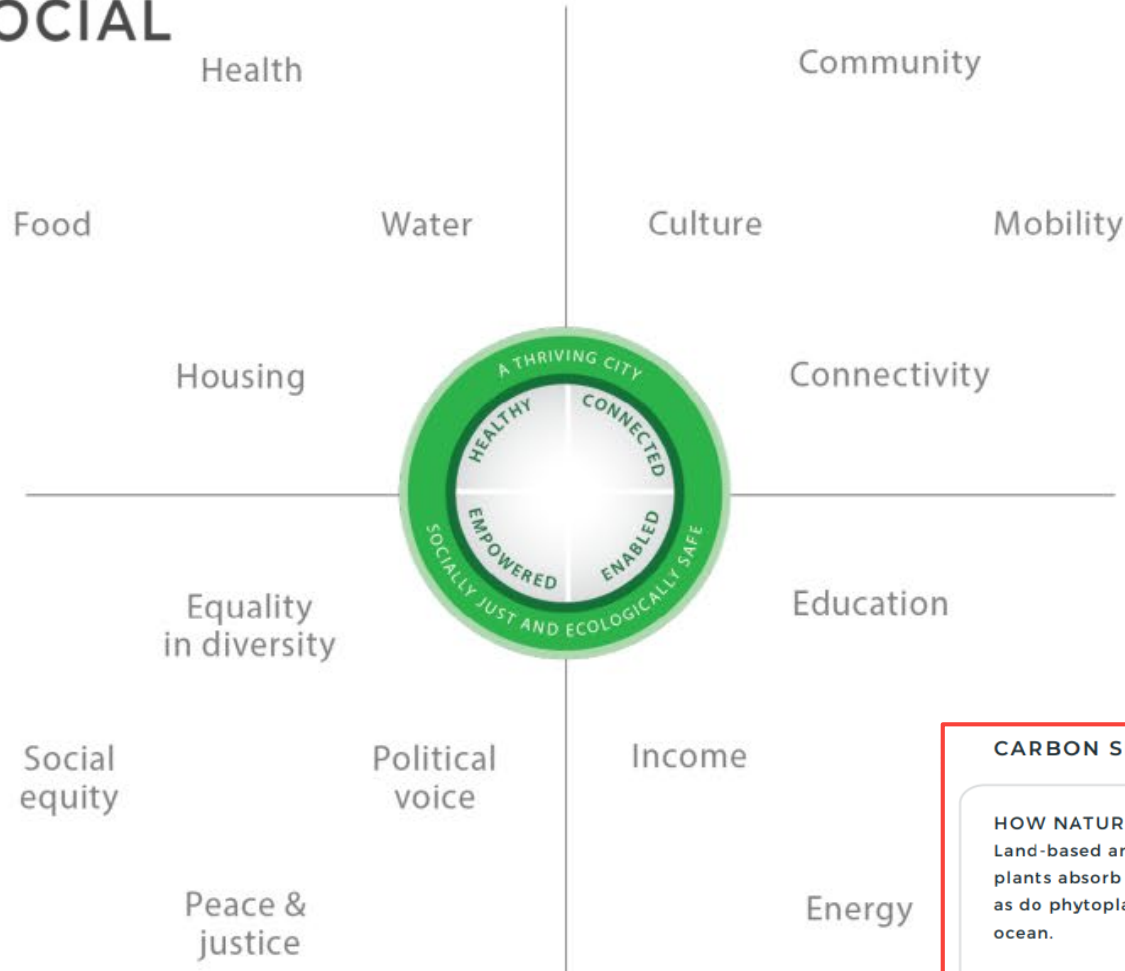 OCIAL
Health
Community
Food
Water
Culture
Mobility
Housing
Connectivity
A THRIVING CITY
HEALTHY
CONNECTED
EMPOWERED
ENABLED
SOCIALLY JUST AND ECOLOGICALLY SAFE
Equality
in diversity
Education
Social
equity
Political
voice
Income
CARBON S
HOW NATUR
Land-based ar
plants absorb
as do phytopla
ocean.
Peace &
justice
Energy